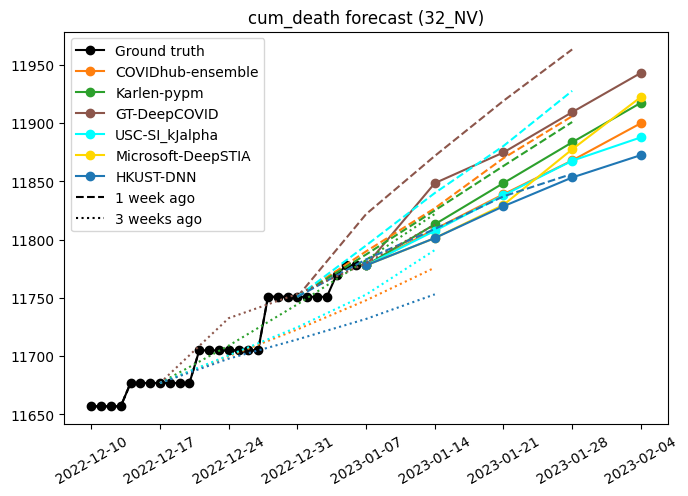 cum_death forecast (32_NV)
Ground truth
COVIDhub-ensemble
Karlen-pypm
GT-DeepCOVID
USC-SI_kJalpha
Microsoft-DeepSTIA
HKUST-DNN
1 week ago
3 weeks ago
11950
11900
11850
11800
11750
11700
11650
2022-12-10
2022-12-17
2022-12-24
2022-12-31
2023-01-07
2023-01-14
2023-01-21
2023-01-28
2023-02-04